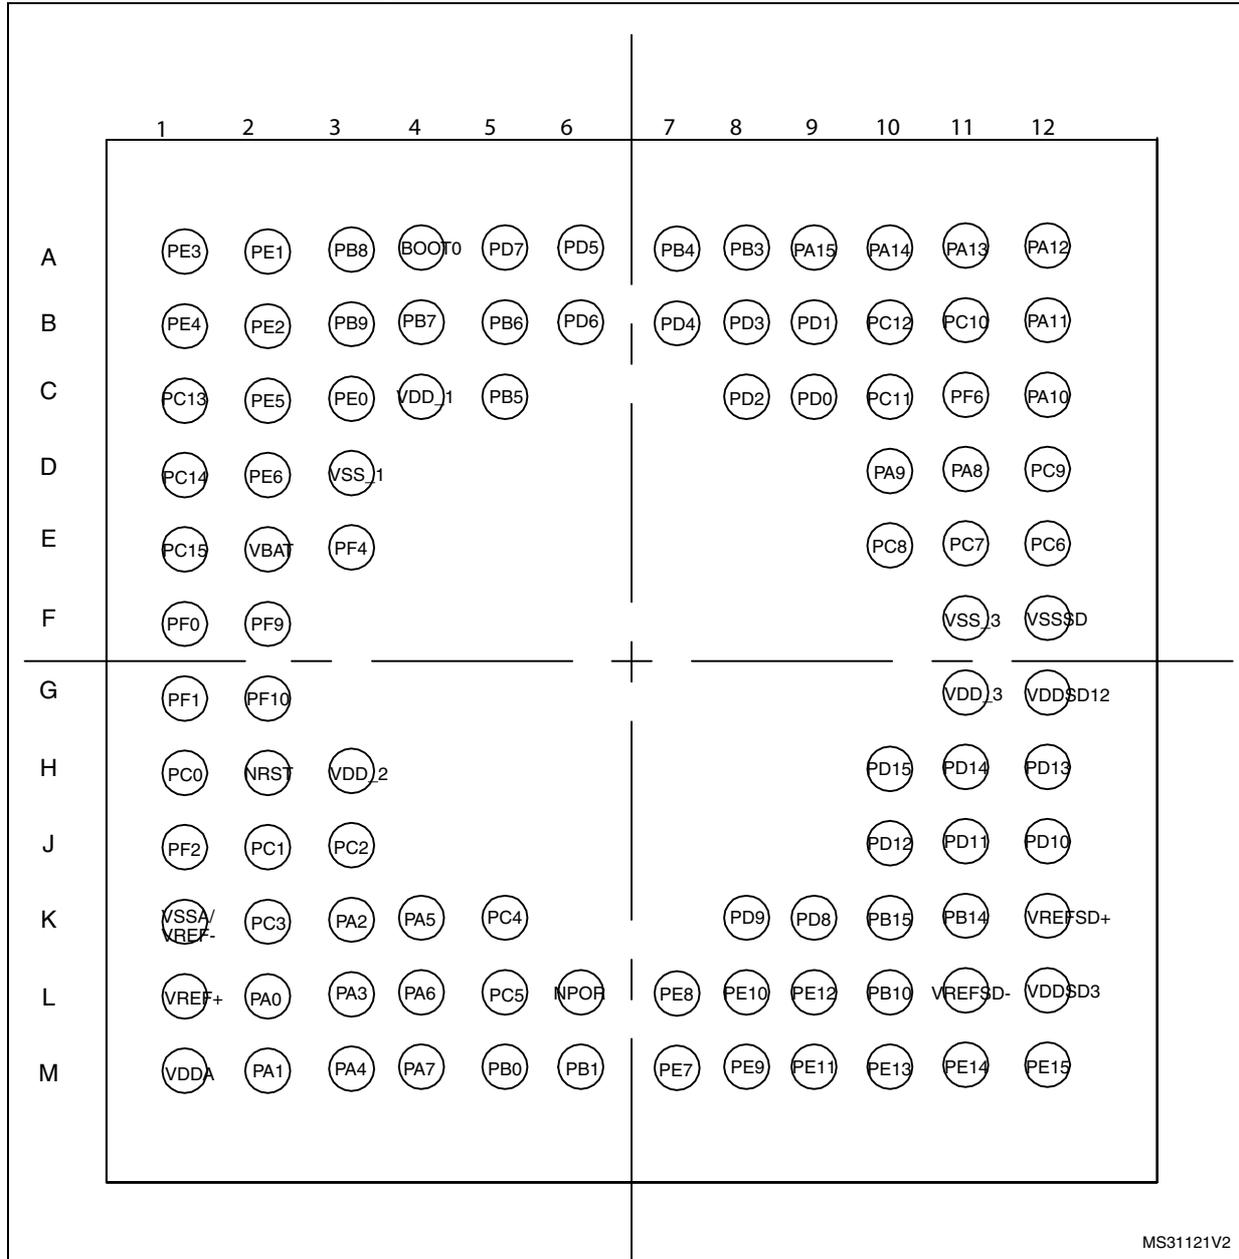 1 2 3 4 5 6 7 8 9 10 11 12
A PE3 PE1 PB8 BOOT0 PD7 PD5 PB4 PB3 PA15 PA14 PA13 PA12
B PE4 PE2 PB9 PB7 PB6 PD6 PD4 PD3 PD1 PC12 PC10 PA11
C PC13 PE5 PE0 VDD_1 PB5 PD2 PD0 PC11 PF6 PA10
D PC14 PE6 VSS_1 PA9 PA8 PC9
E PC15 VBAT PF4 PC8 PC7 PC6
F PF0 PF9 VSS_3 VSSSD
G PF1 PF10 VDD_3 VDDSD12
H PC0 NRST VDD_2 PD15 PD14 PD13
J PF2 PC1 PC2 PD12 PD11 PD10
K VSSA/ PC3 PA2 PA5 PC4 PD9 PD8 PB15 PB14 VREFSD+
VREF-
L VREF+ PA0 PA3 PA6 PC5 NPOR PE8 PE10 PE12 PB10 VREFSD- VDDSD3
M VDDA PA1 PA4 PA7 PB0 PB1 PE7 PE9 PE11 PE13 PE14 PE15
MS31121V2